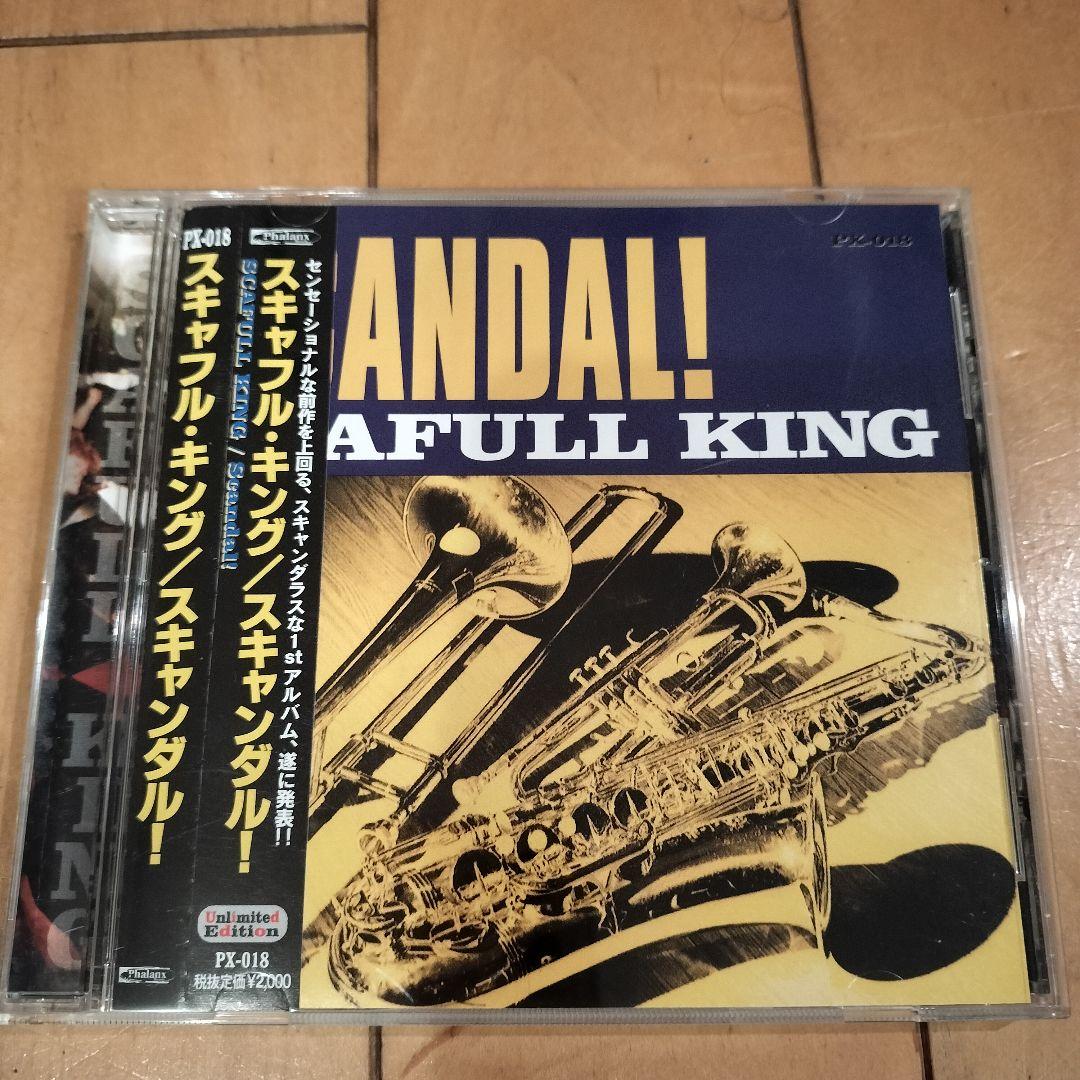 PX-018
スキャフル・キング/スキャンダル!
Phalanx
Phalanx
センセーショナルな前作を上回る、スキャンダラスな1stアルバム、遂に発表!!
スキャフル・キング/スキャンダル!
SCAFULL KING / Scandal!
Unlimited
Edition
PX-018
税抜定価¥2,000
ANDAL!
AFULL KING
PX-018